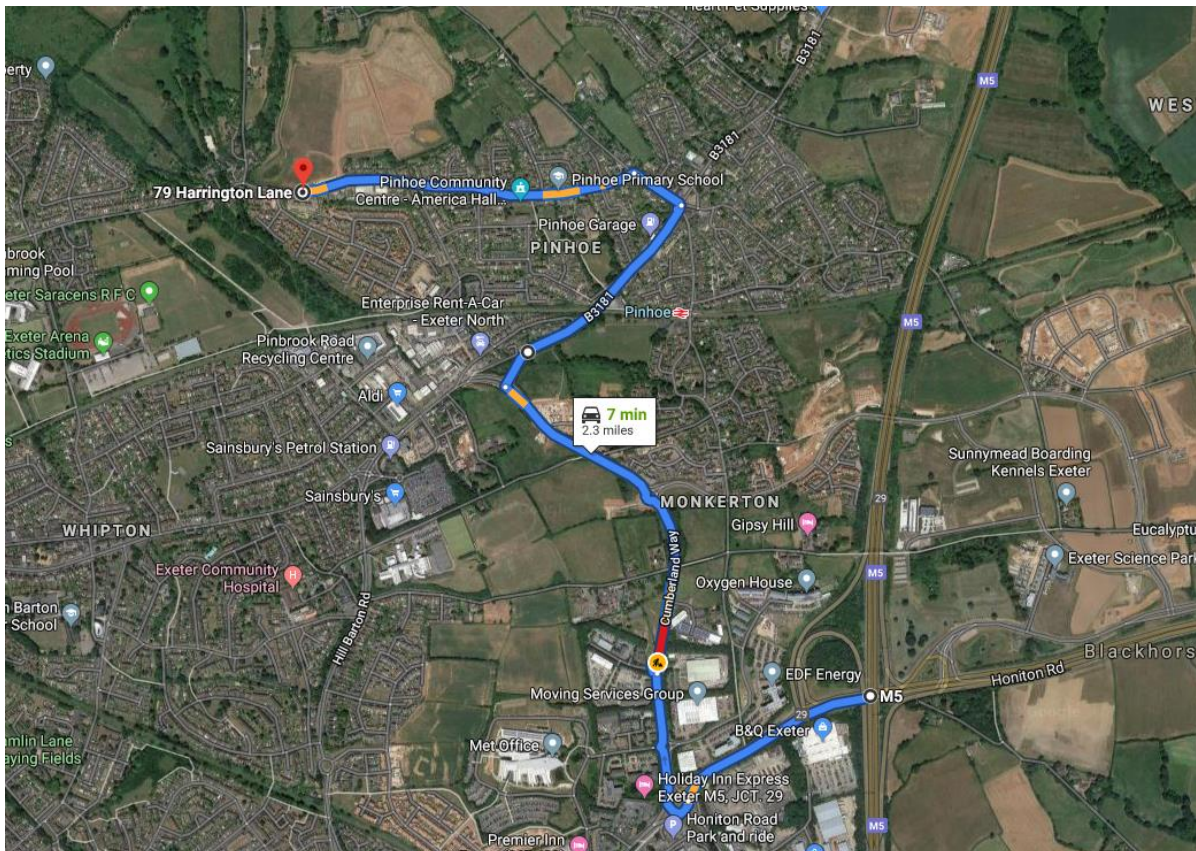 Heart Pet Supplies
B3181
M5
perty
WES
B3181
79 Harrington Lane
Pinhoe Community
Centre - America Hall...
Pinhoe Primary School
Pinhoe Garage
PINHOE
nbrook
ming Pool
eter Saracens R F C
Exeter Arena
etics Stadium
Enterprise Rent-A-Car
- Exeter North
B3181
Pinhoe
M5
Pinbrook Road
Recycling Centre
Aldi
7 min
2.3 miles
Sainsbury's Petrol Station
Sainsbury's
Sunnymead Boarding
Kennels Exeter
MONKERTON
29
WHIPTON
Gipsy Hill
Eucalyptu
Exeter Science Park
Exeter Community
Hospital
M5
Oxygen House
Cumberland Way
n Barton
r School
Hill Barton Rd
Blackhors
Honiton Rd
EDF Energy
Moving Services Group
M5
29
B&Q Exeter
Met Office
mlin Lane
aying Fields
Holiday Inn Express
Exeter M5, JCT. 29
Honiton Road
Park and ride
M5
Premier Inn